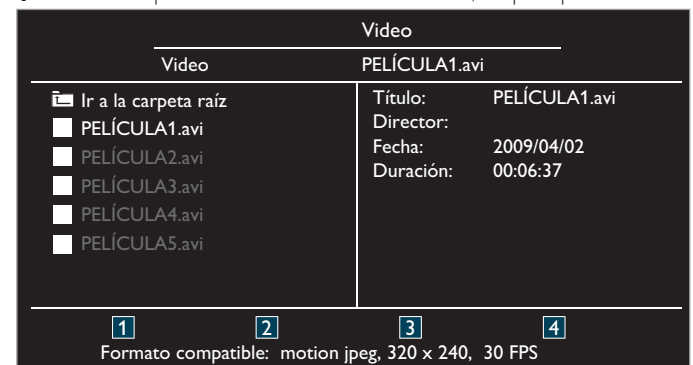 Video
Video PELÍCULA1.avi
Ir a la carpeta raíz
PELÍCULA1.avi
PELÍCULA2.avi
PELÍCULA3.avi
PELÍCULA4.avi
PELÍCULA5.avi
Título: PELÍCULA1.avi
Director:
Fecha: 2009/04/02
Duración: 00:06:37
1 2 3 4
Formato compatible: motion jpeg, 320 x 240, 30 FPS